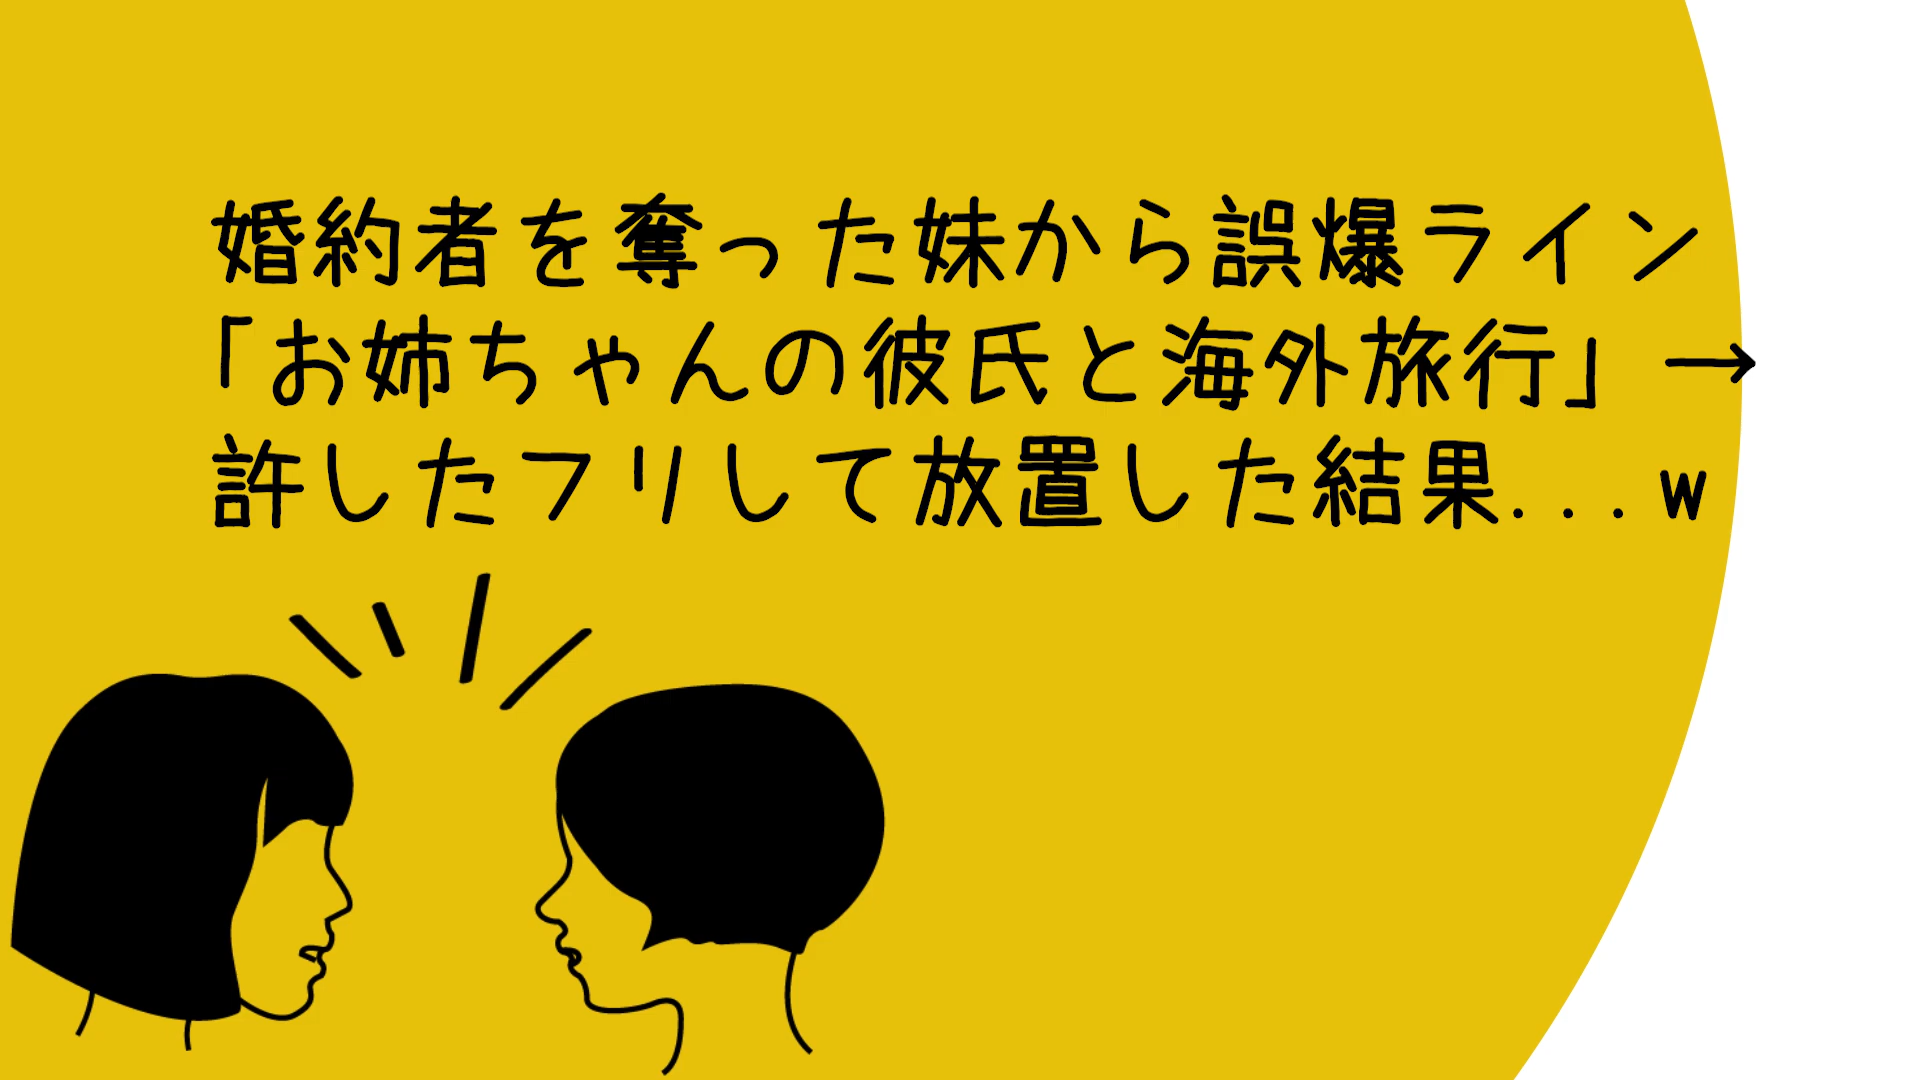 婚約者を奪った妹から誤爆ライン
「お姉ちゃんの彼氏と海外旅行」→
許したフリして放置した結果...w